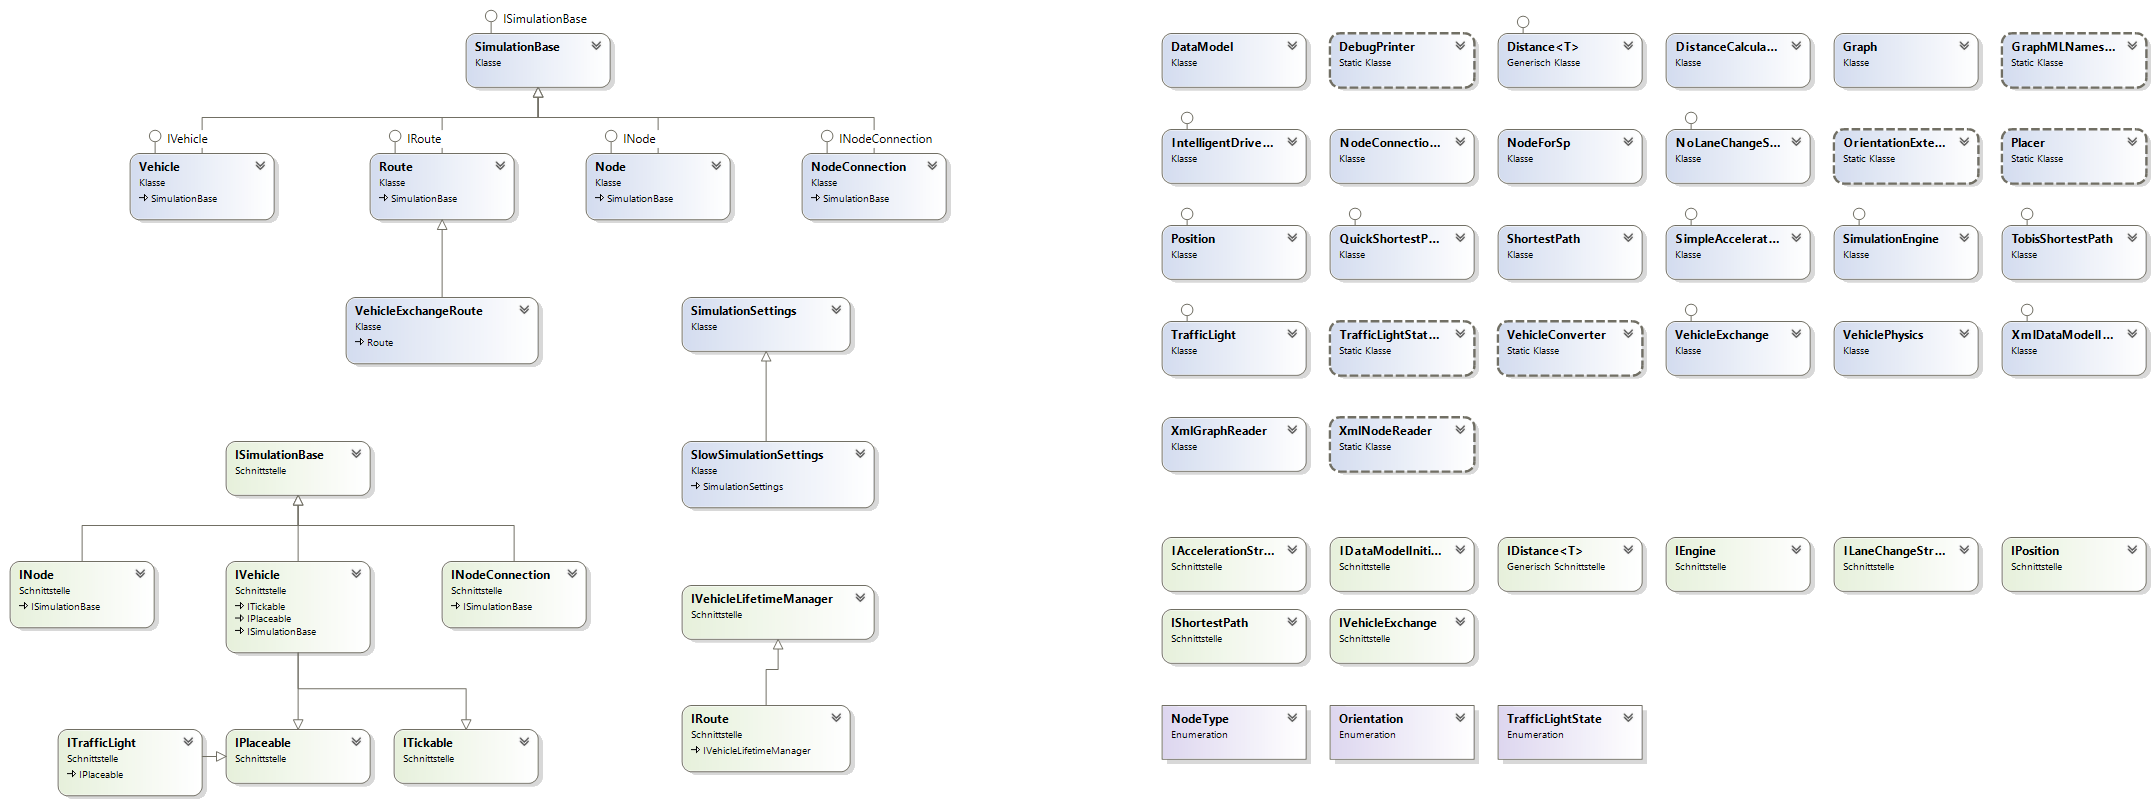 ISimulationBase
SimulationBase
Klasse
IVehicle
IRoute
INode
INodeConnection
Vehicle
Klasse
SimulationBase
Route
Klasse
SimulationBase
Node
Klasse
SimulationBase
NodeConnection
Klasse
SimulationBase
VehicleExchangeRoute
Klasse
Route
SimulationSettings
Klasse
ISimulationBase
Schnittstelle
SlowSimulationSettings
Klasse
SimulationSettings
INode
Schnittstelle
ISimulationBase
IVehicle
Schnittstelle
ITickable
IPlaceable
ISimulationBase
INodeConnection
Schnittstelle
ISimulationBase
IVehicleLifetimeManager
Schnittstelle
ITrafficLight
Schnittstelle
IPlaceable
IPlaceable
Schnittstelle
ITickable
Schnittstelle
IRoute
Schnittstelle
IVehicleLifetimeManager
DataModel
Klasse
DebugPrinter
Static Klasse
Distance<T>
Generisch Klasse
DistanceCalcula...
Klasse
Graph
Klasse
GraphMLNames...
Static Klasse
IntelligentDrive...
Klasse
NodeConnectio...
Klasse
NodeForSp
Klasse
NoLaneChangeS...
Klasse
OrientationExte...
Static Klasse
Placer
Static Klasse
Position
Klasse
QuickShortestP...
Klasse
ShortestPath
Klasse
SimpleAccelerat...
Klasse
SimulationEngine
Klasse
TobisShortestPath
Klasse
TrafficLight
Klasse
TrafficLightStat...
Static Klasse
VehicleConverter
Static Klasse
VehicleExchange
Klasse
VehiclePhysics
Klasse
XmlDataModelI...
Klasse
XmlGraphReader
Klasse
XmlNodeReader
Static Klasse
IAccelerationStr...
Schnittstelle
IDataModelIniti...
Schnittstelle
IDistance<T>
Generisch Schnittstelle
IEngine
Schnittstelle
ILaneChangeStr...
Schnittstelle
IPosition
Schnittstelle
IShortestPath
Schnittstelle
IVehicleExchange
Schnittstelle
NodeType
Enumeration
Orientation
Enumeration
TrafficLightState
Enumeration